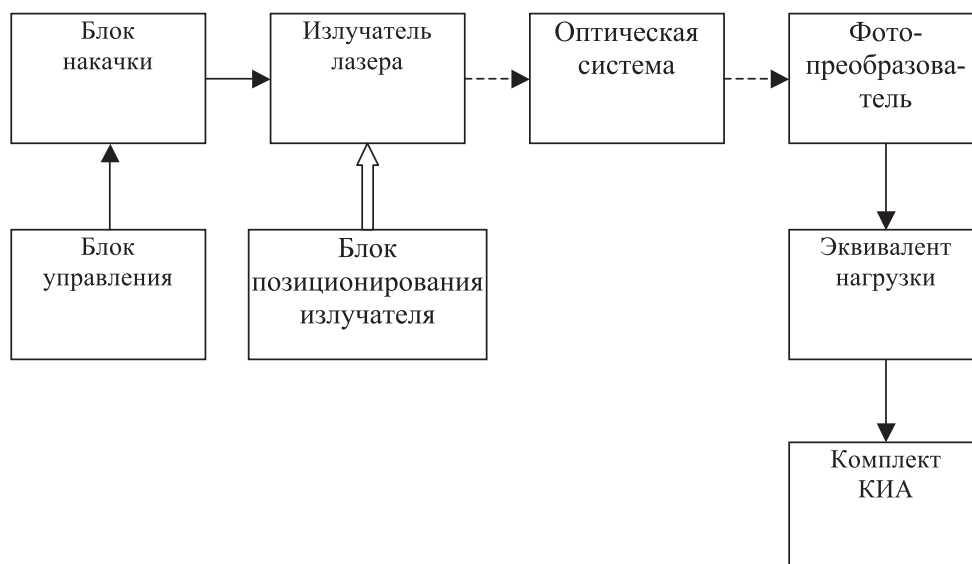 Блок
накачки
Излучатель
лазера
Оптическая
система
Фото-
преобразова-
тель
Блок
управления
Блок
позиционирования
излучателя
Эквивалент
нагрузки
Комплект
КИА